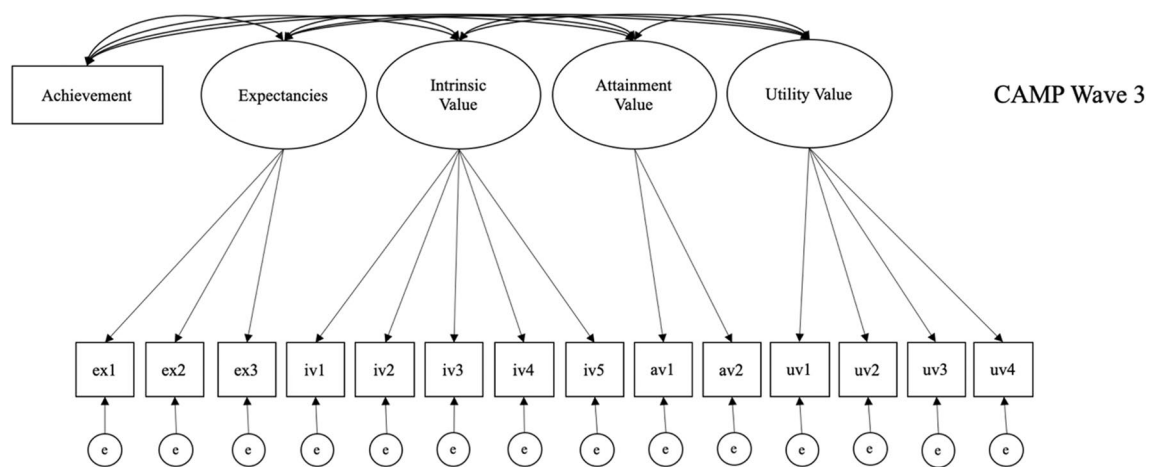 Achievement
Expectancies
Intrinsic
Value
Attainment
Value
Utility Value
CAMP Wave 3
ex1 ex2 ex3 iv1 iv2 iv3 iv4 iv5 av1 av2 uv1 uv2 uv3 uv4
e e e e e e e e e e e e e e